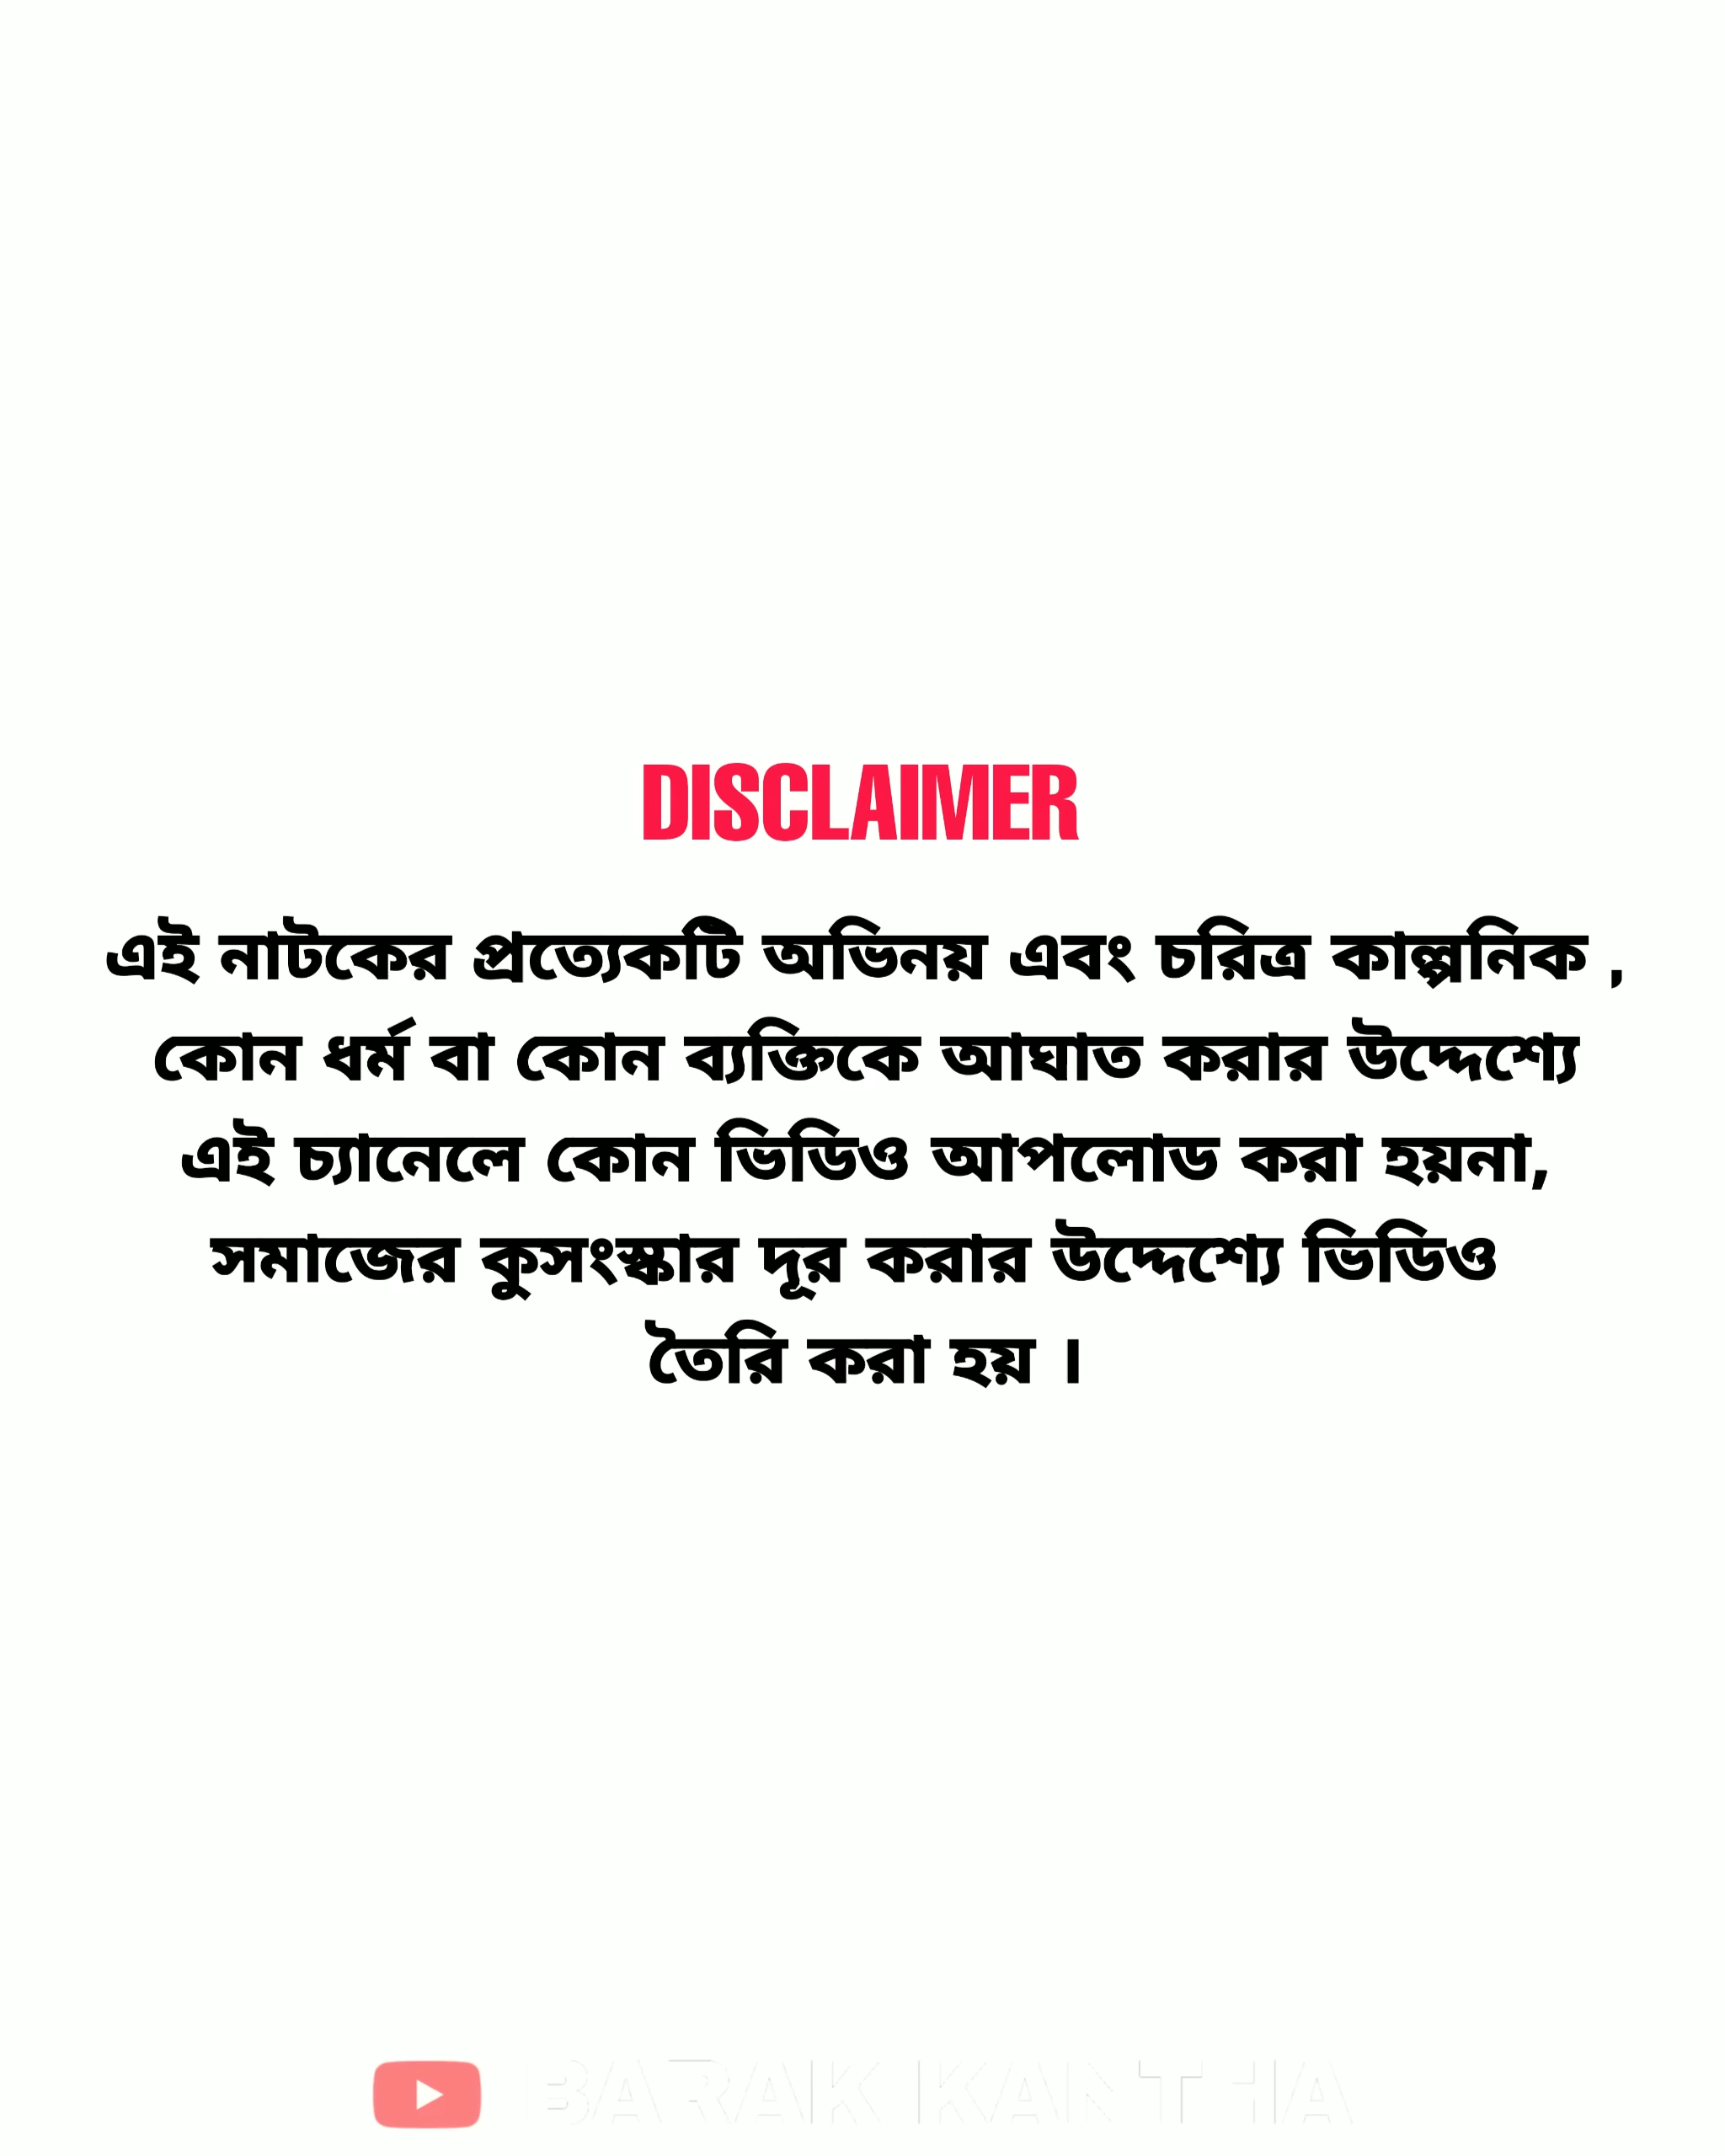 DISCLAIMER
এই নাটকের প্রত্যেকটি অভিনয় এবং চরিত্র কাল্পনিক ,
কোন ধর্ম বা কোন ব্যক্তিকে আঘাত করার উদ্দেশ্যে
এই চ্যানেলে কোন ভিডিও আপলোড করা হয়না,
সমাজের কুসংস্কার দূর করার উদ্দেশ্যে ভিডিও
তৈরি করা হয় ।
BARAK KANTHA